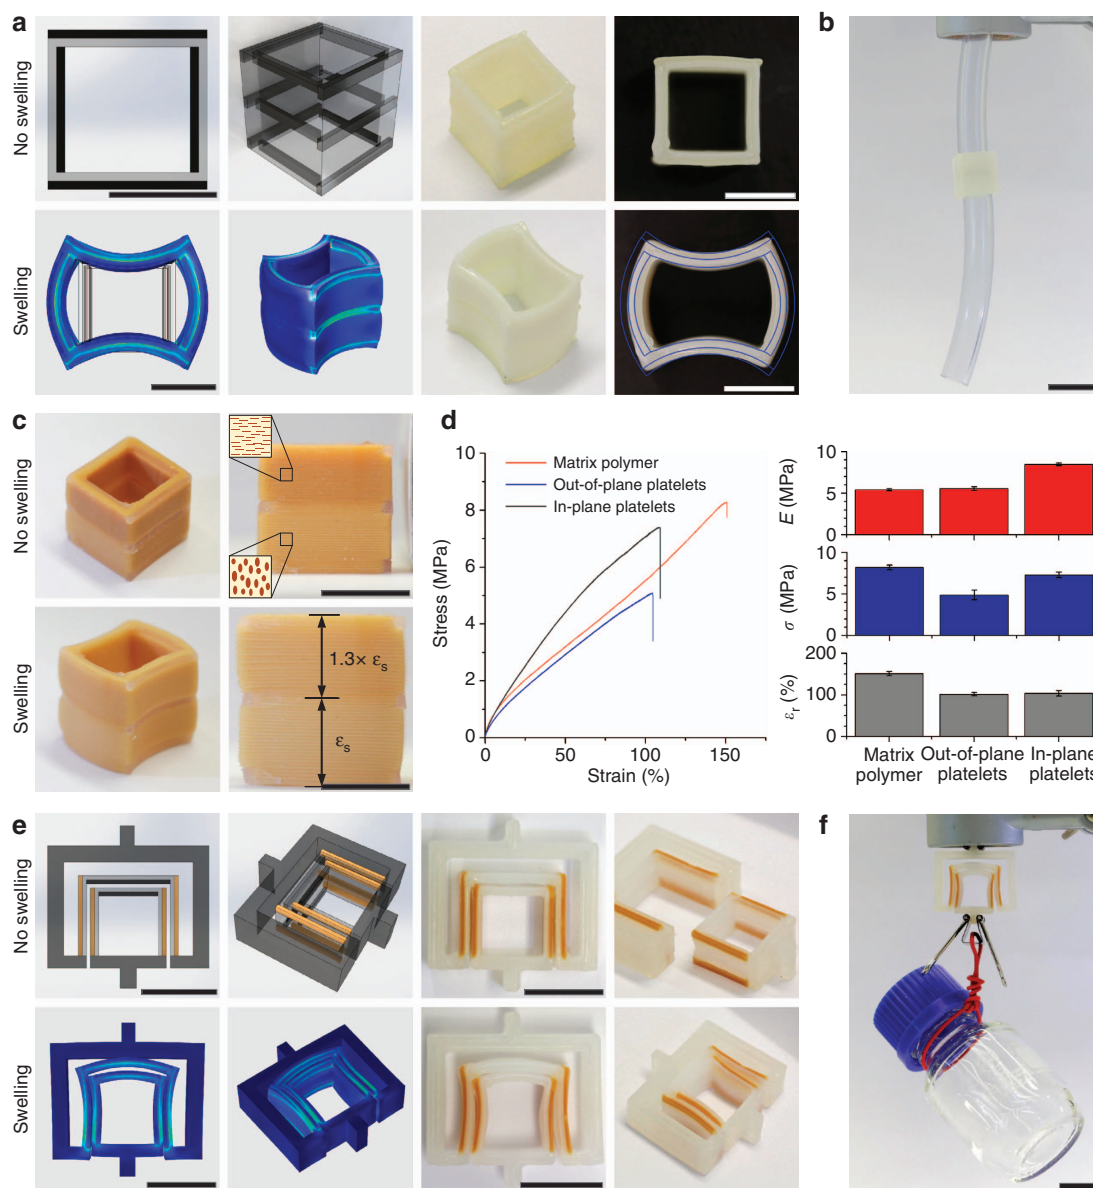 a
No swelling
Swelling
b
c
No swelling
Swelling
1.3× εs
εs
d
Stress (MPa)
10
8
6
4
2
0
0
50
100
150
Strain (%)
Matrix polymer
Out-of-plane platelets
In-plane platelets
E (MPa)
10
5
0
σ (MPa)
10
5
0
εr (%)
200
100
0
Matrix
polymer
Out-of-plane
platelets
In-plane
platelets
e
No swelling
Swelling
f